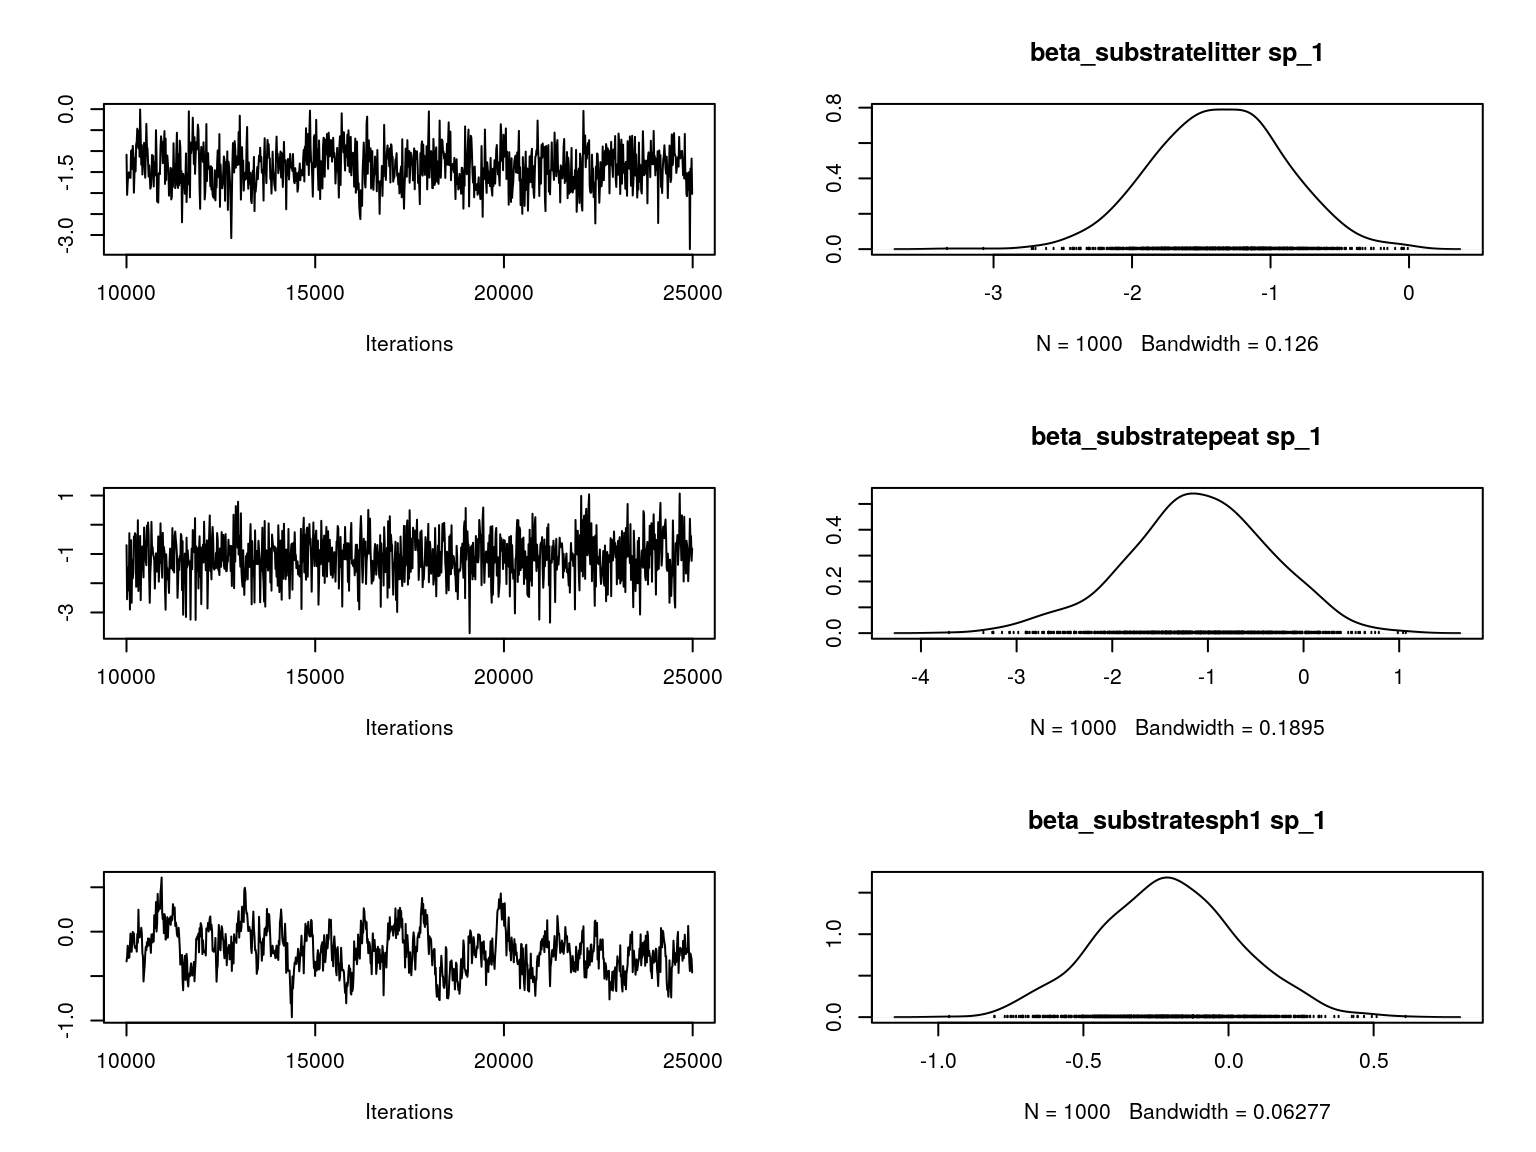 0.0
-1.5
-3.0
10000 15000 20000 25000
Iterations
beta_substratelitter sp_1
0.8
0.4
0.0
-3 -2 -1 0
N = 1000 Bandwidth = 0.126
1
-1
-3
10000 15000 20000 25000
Iterations
beta_substratepeat sp_1
0.4
0.2
0.0
-4 -3 -2 -1 0 1
N = 1000 Bandwidth = 0.1895
0.0
-1.0
10000 15000 20000 25000
Iterations
beta_substratesph1 sp_1
1.0
0.0
-1.0 -0.5 0.0 0.5
N = 1000 Bandwidth = 0.06277